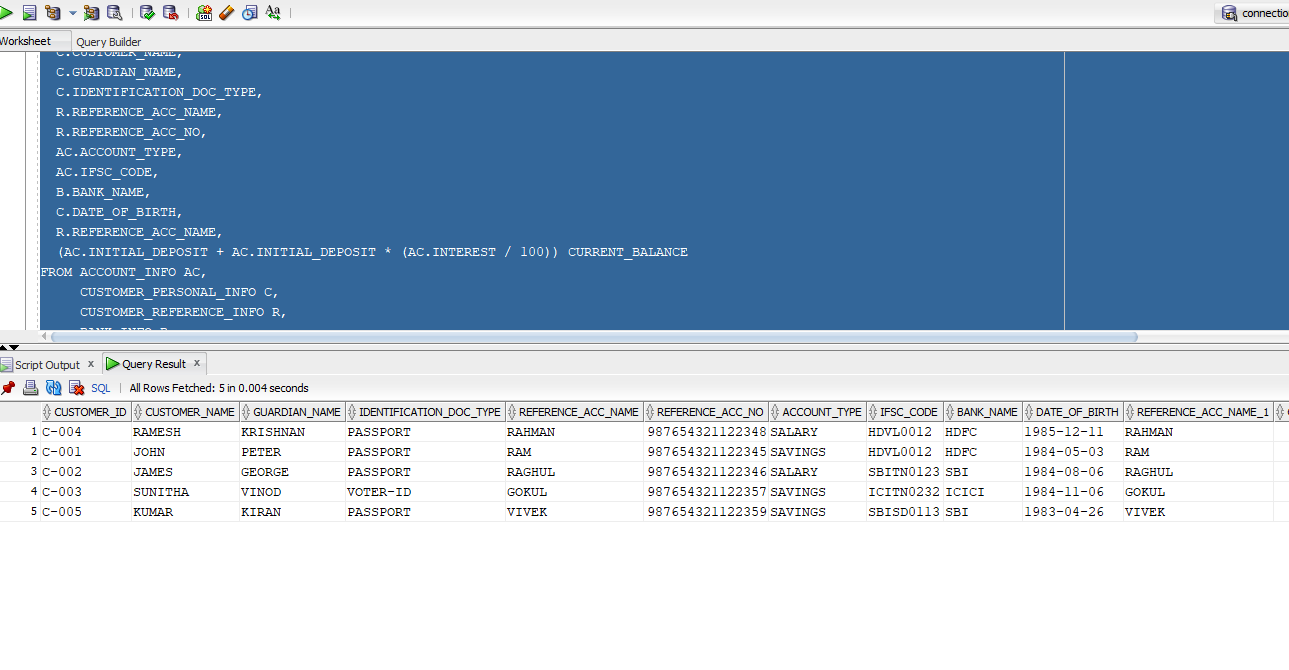 connectio
Worksheet Query Builder
C.CUSTOMER_NAME,
C.GUARDIAN_NAME,
C.IDENTIFICATION_DOC_TYPE,
R.REFERENCE_ACC_NAME,
R.REFERENCE_ACC_NO,
AC.ACCOUNT_TYPE,
AC.IFSC_CODE,
B.BANK_NAME,
C.DATE_OF_BIRTH,
R.REFERENCE_ACC_NAME,
(AC.INITIAL_DEPOSIT + AC.INITIAL_DEPOSIT * (AC.INTEREST / 100)) CURRENT_BALANCE
FROM ACCOUNT_INFO AC,
CUSTOMER_PERSONAL_INFO C,
CUSTOMER_REFERENCE_INFO R,
BANK_INFO B
Script Output x Query Result x
SQL | All Rows Fetched: 5 in 0.004 seconds
CUSTOMER_ID CUSTOMER_NAME GUARDIAN_NAME IDENTIFICATION_DOC_TYPE REFERENCE_ACC_NAME REFERENCE_ACC_NO ACCOUNT_TYPE IFSC_CODE BANK_NAME DATE_OF_BIRTH REFERENCE_ACC_NAME_1
1 C-004 RAMESH KRISHNAN PASSPORT RAHMAN 987654321122348 SALARY HDVL0012 HDFC 1985-12-11 RAHMAN
2 C-001 JOHN PETER PASSPORT RAM 987654321122345 SAVINGS HDVL0012 HDFC 1984-05-03 RAM
3 C-002 JAMES GEORGE PASSPORT RAGHUL 987654321122346 SALARY SBITN0123 SBI 1984-08-06 RAGHUL
4 C-003 SUNITHA VINOD VOTER-ID GOKUL 987654321122357 SAVINGS ICITN0232 ICICI 1984-11-06 GOKUL
5 C-005 KUMAR KIRAN PASSPORT VIVEK 987654321122359 SAVINGS SBISD0113 SBI 1983-04-26 VIVEK